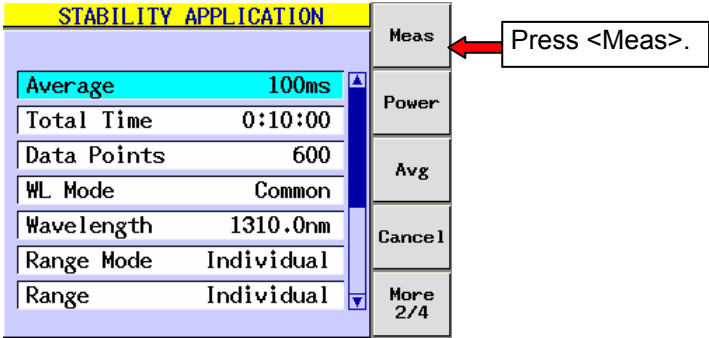 STABILITY APPLICATION
Average 100ms
Total Time 0:10:00
Data Points 600
WL Mode Common
Wavelength 1310.0nm
Range Mode Individual
Range Individual
Meas
Power
Avg
Cancel
More
2/4
Press <Meas>.